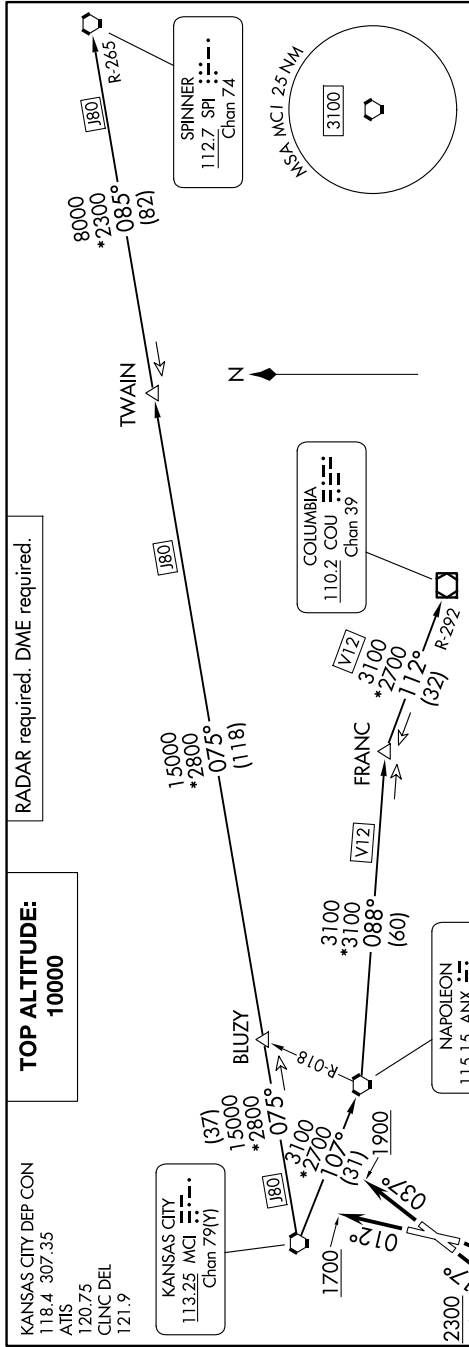 KANSAS CITY DEP CON
118.4 307.35
ATIS
120.75
CLNC DEL
121.9
TOP ALTITUDE:
10000
RADAR required. DME required.
KANSAS CITY
113.25 MCI
Chan 79(Y)
J80
(37)
15000
*2800
075°
BLUZY
15000
*2800
075°
(118)
J80
TWAIN
8000
*2300
085°
(82)
J80
R-265
SPINNER
112.7 SPI
Chan 74
MSA MCI 25 NM
3100
N
3100
*2700
107°
(31)
R-018
NAPOLEON
115.15 ANX
3100
*3100
088°
(60)
V12
FRANC
V12
3100
*2700
112°
(32)
R-292
COLUMBIA
110.2 COU
Chan 39
1700
012°
1900
037°
2300